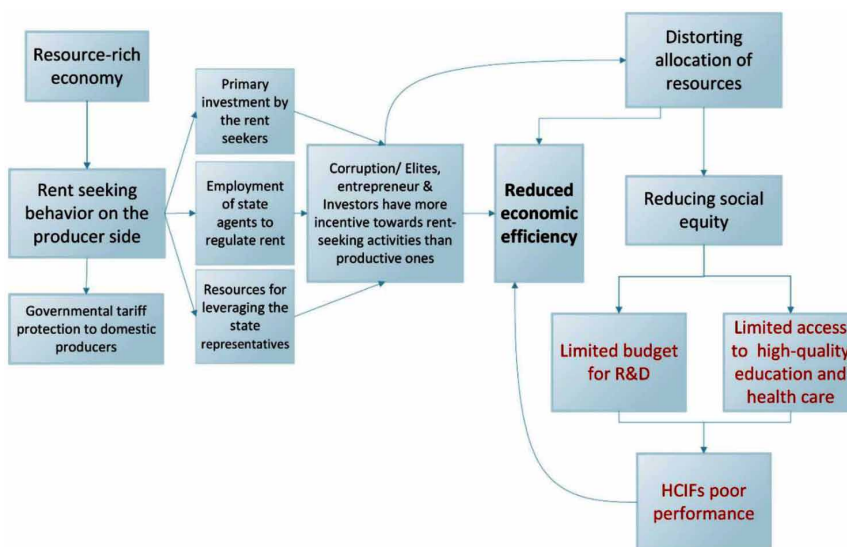 Resource-rich
economy
Rent seeking
behavior on the
producer side
Governmental tariff
protection to domestic
producers
Primary
investment by
the rent
seekers
Employment
of state
agents to
regulate rent
Resources for
leveraging the
state
representatives
Corruption/ Elites,
entrepreneur &
Investors have more
incentive towards rent-
seeking activities than
productive ones
Reduced
economic
efficiency
Distorting
allocation of
resources
Reducing social
equity
Limited budget
for R&D
Limited access
to high-quality
education and
health care
HCIFs poor
performance